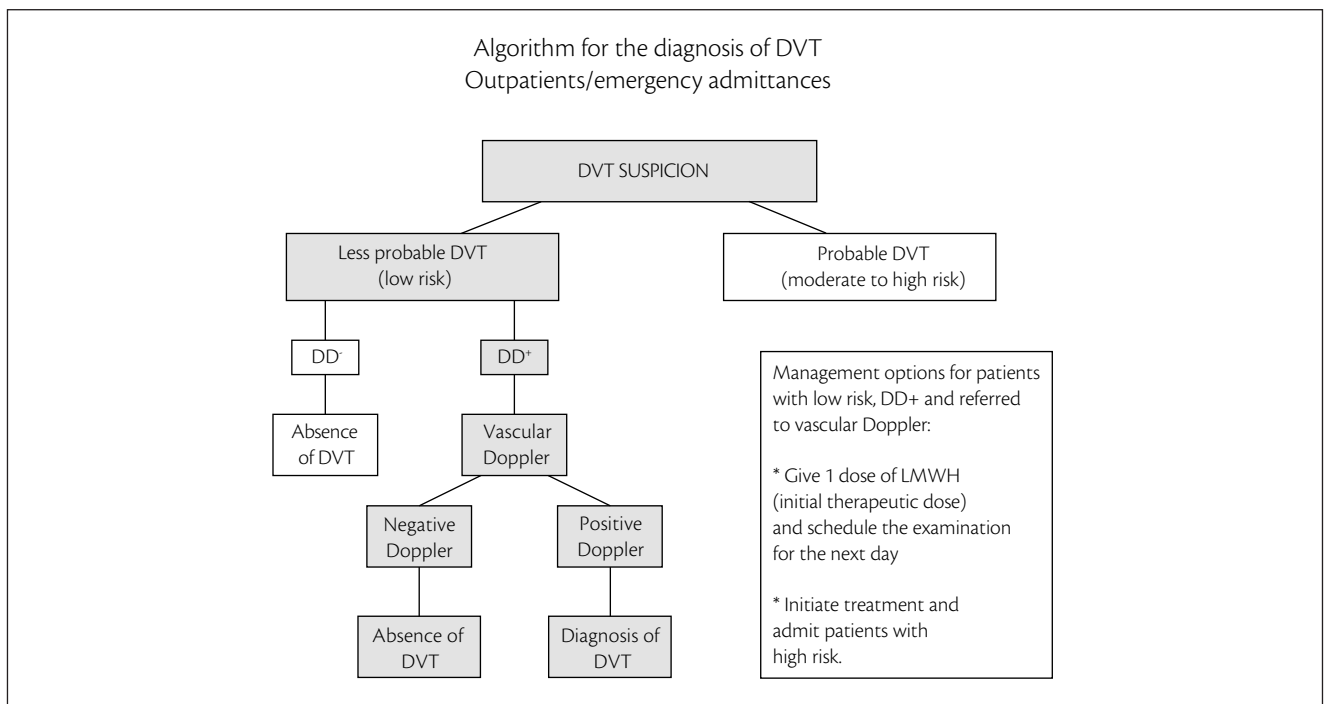 Algorithm for the diagnosis of DVT
Outpatients/emergency admittances
DVT SUSPICION
Less probable DVT
(low risk)
Probable DVT
(moderate to high risk)
DD-
DD+
Absence
of DVT
Vascular
Doppler
Negative
Doppler
Positive
Doppler
Absence of
DVT
Diagnosis of
DVT
Management options for patients
with low risk, DD+ and referred
to vascular Doppler:
* Give 1 dose of LMWH
(initial therapeutic dose)
and schedule the examination
for the next day
* Initiate treatment and
admit patients with
high risk.